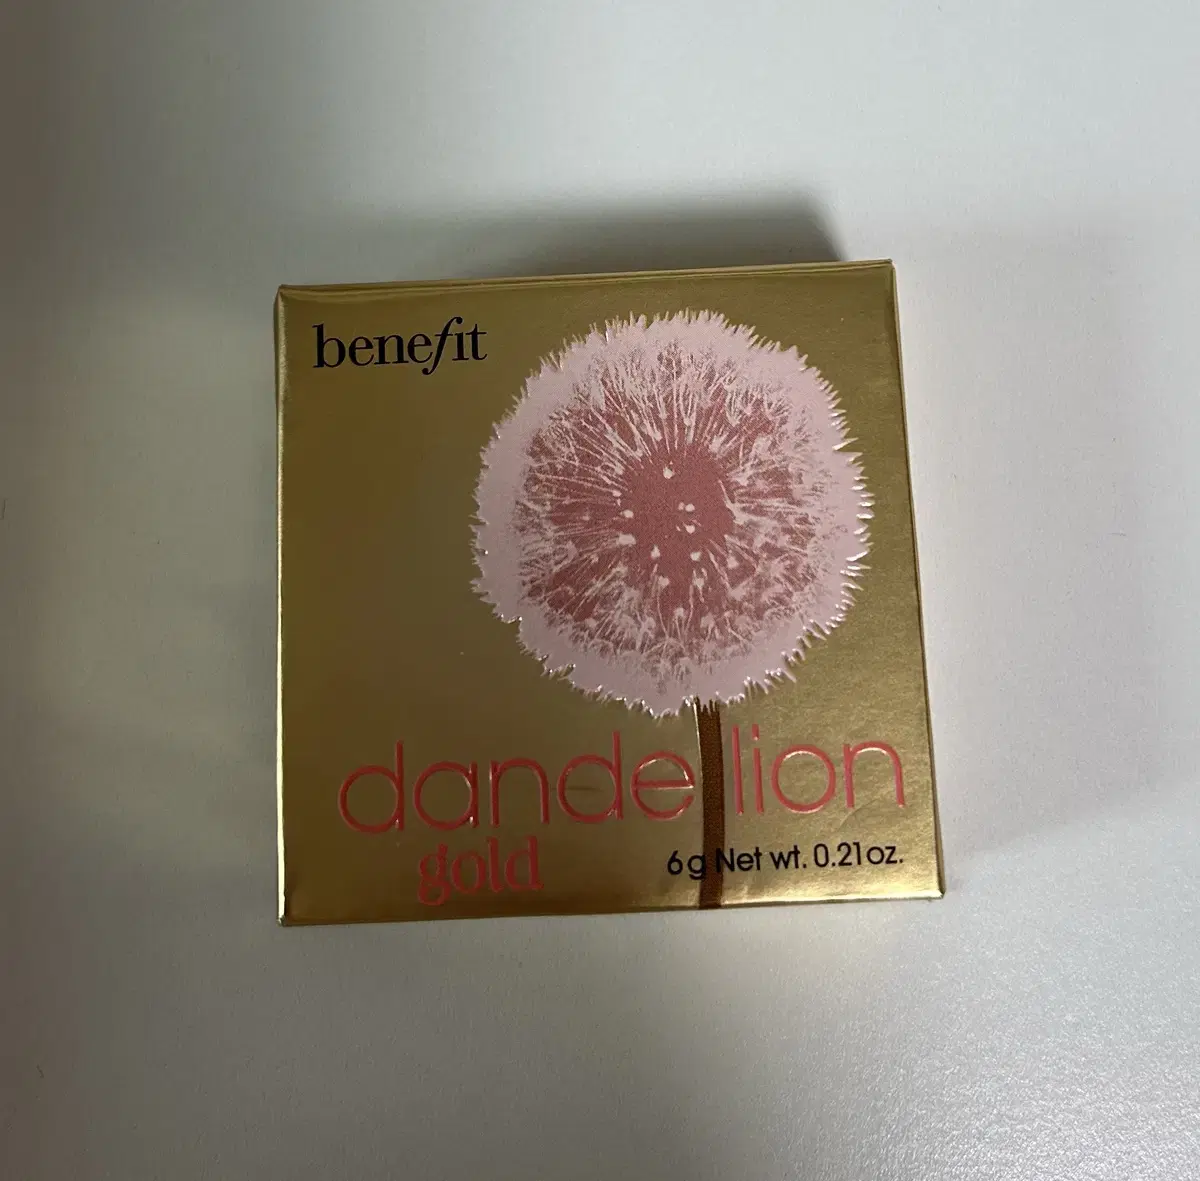 benefit
dandelion
gold
6g Net wt. 0.21oz.